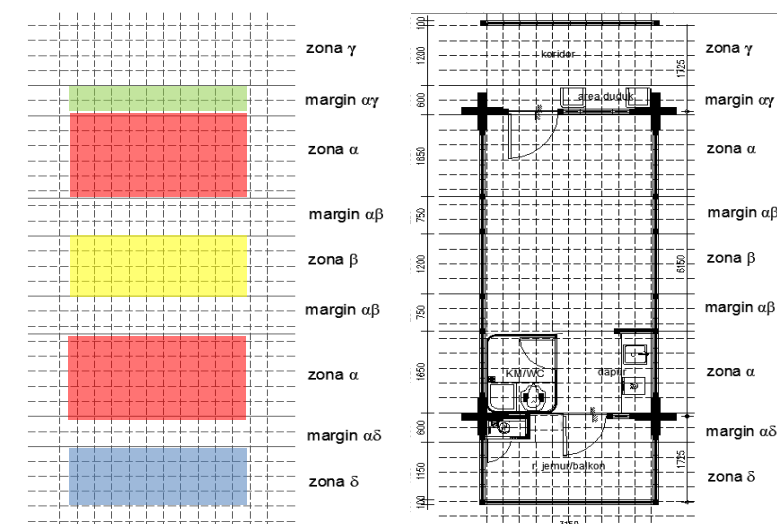 zona γ
margin αγ
zona α
margin αβ
zona β
margin αβ
zona α
margin αδ
zona δ
100
1200
600
1650
750
1200
750
1650
600
1150
100
koridor
area duduk
KM/WC
dapur
r. jemur/balkon
1725
6150
1725
zona γ
margin αγ
zona α
margin αβ
zona β
margin αβ
zona α
margin αδ
zona δ